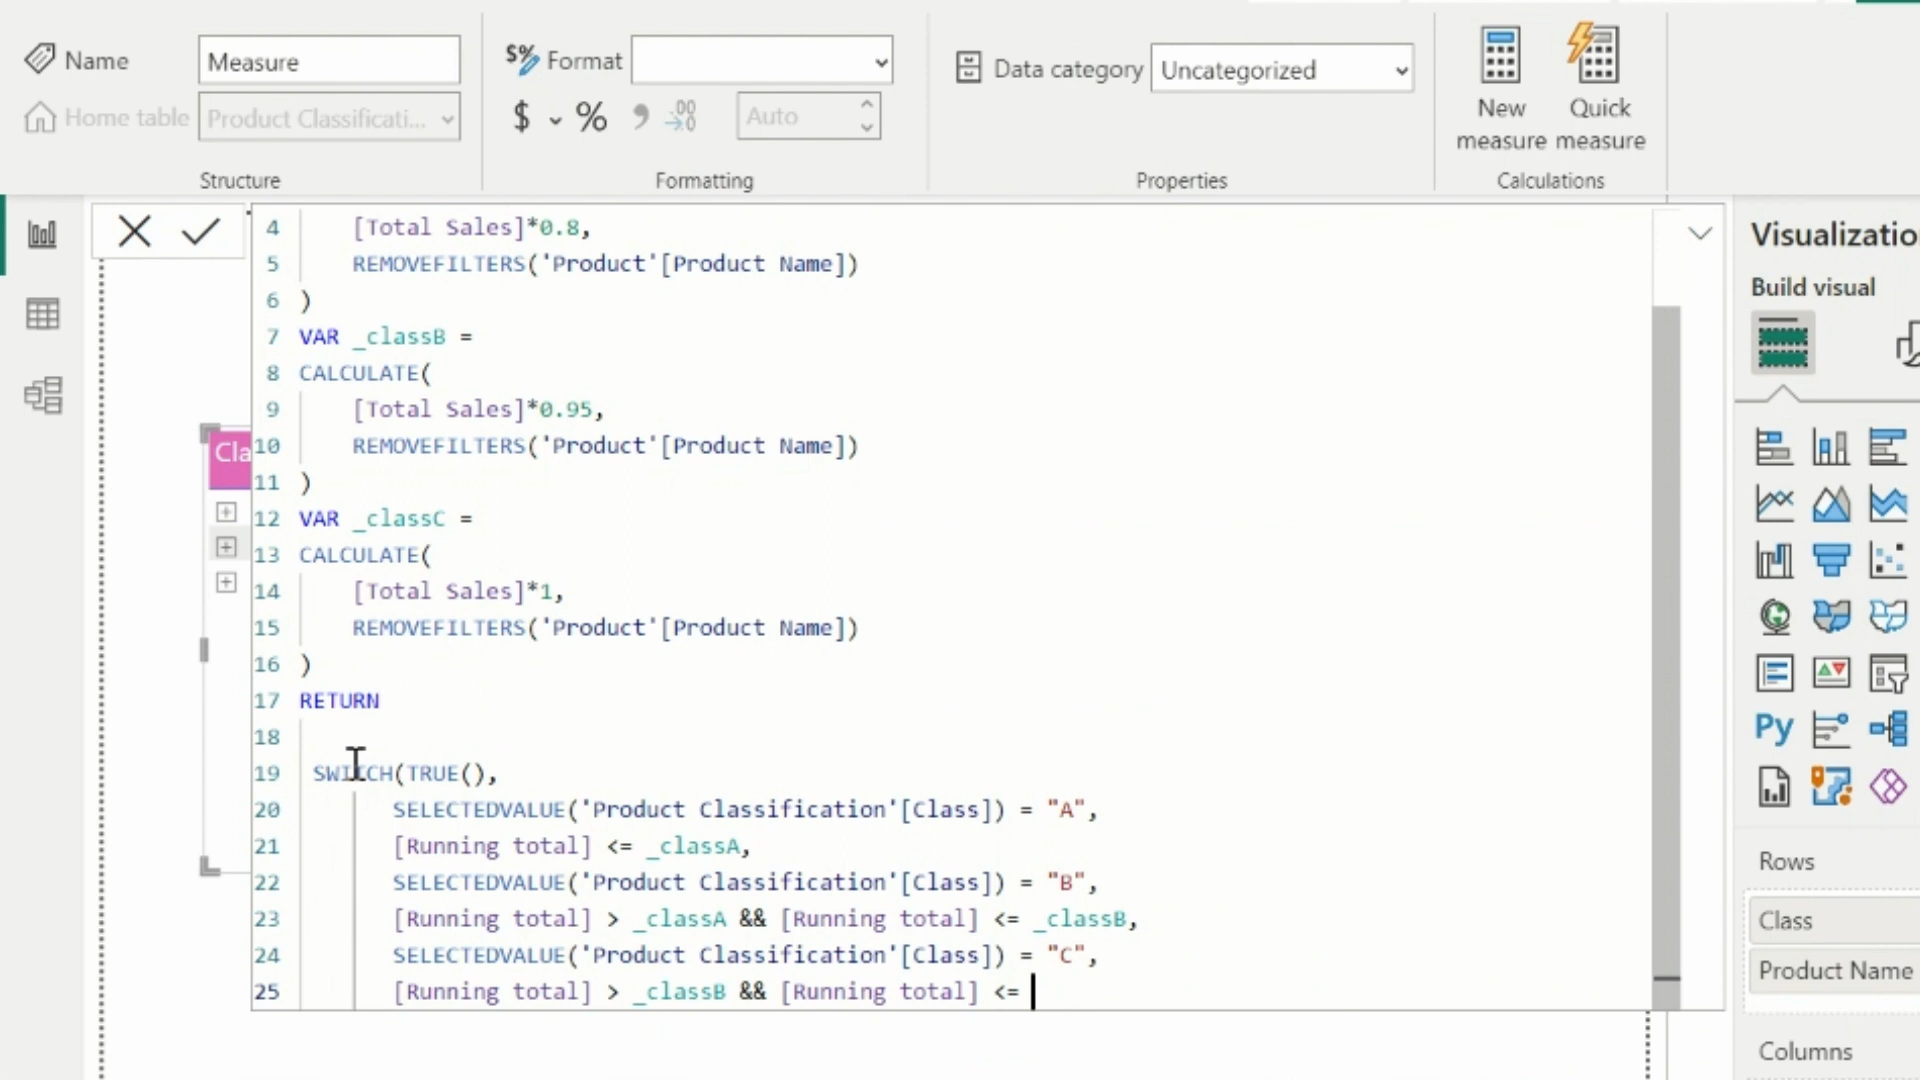 Name
Measure
Format
Data category
Uncategorized
New measure
Quick measure
Home table
Product Classificati...
$
%
Auto
Structure
Formatting
Properties
Calculations
4 [Total Sales]*0.8,
5 REMOVEFILTERS('Product'[Product Name])
6 )
7 VAR _classB =
8 CALCULATE(
9 [Total Sales]*0.95,
10 REMOVEFILTERS('Product'[Product Name])
11 )
12 VAR _classC =
13 CALCULATE(
14 [Total Sales]*1,
15 REMOVEFILTERS('Product'[Product Name])
16 )
17 RETURN
18
19 SWITCH(TRUE(),
20 SELECTEDVALUE('Product Classification'[Class]) = "A",
21 [Running total] <= _classA,
22 SELECTEDVALUE('Product Classification'[Class]) = "B",
23 [Running total] > _classA && [Running total] <= _classB,
24 SELECTEDVALUE('Product Classification'[Class]) = "C",
25 [Running total] > _classB && [Running total] <=
Cla
Visualizatio
Build visual
Py
Rows
Class
Product Name
Columns